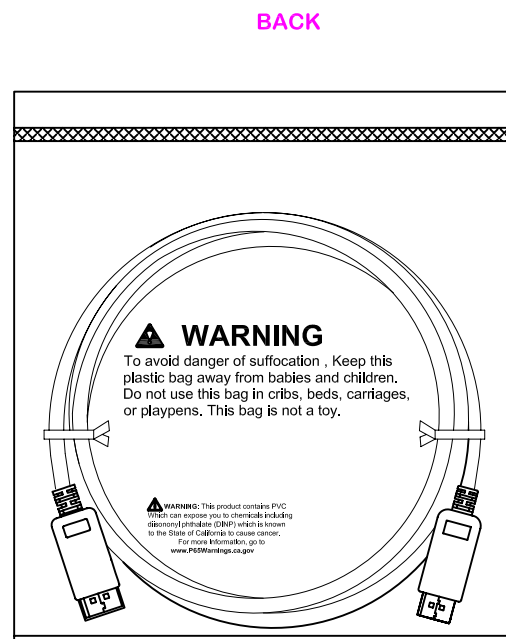 BACK
WARNING
To avoid danger of suffocation , Keep this
plastic bag away from babies and children.
Do not use this bag in cribs, beds, carriages,
or playpens. This bag is not a toy.
WARNING: This product contains PVC
Which can expose you to chemicals including
diisononyl phthalate (DINP) which is known
to the State of California to cause cancer.
For more Information, go to
www.P65Warnings.ca.gov